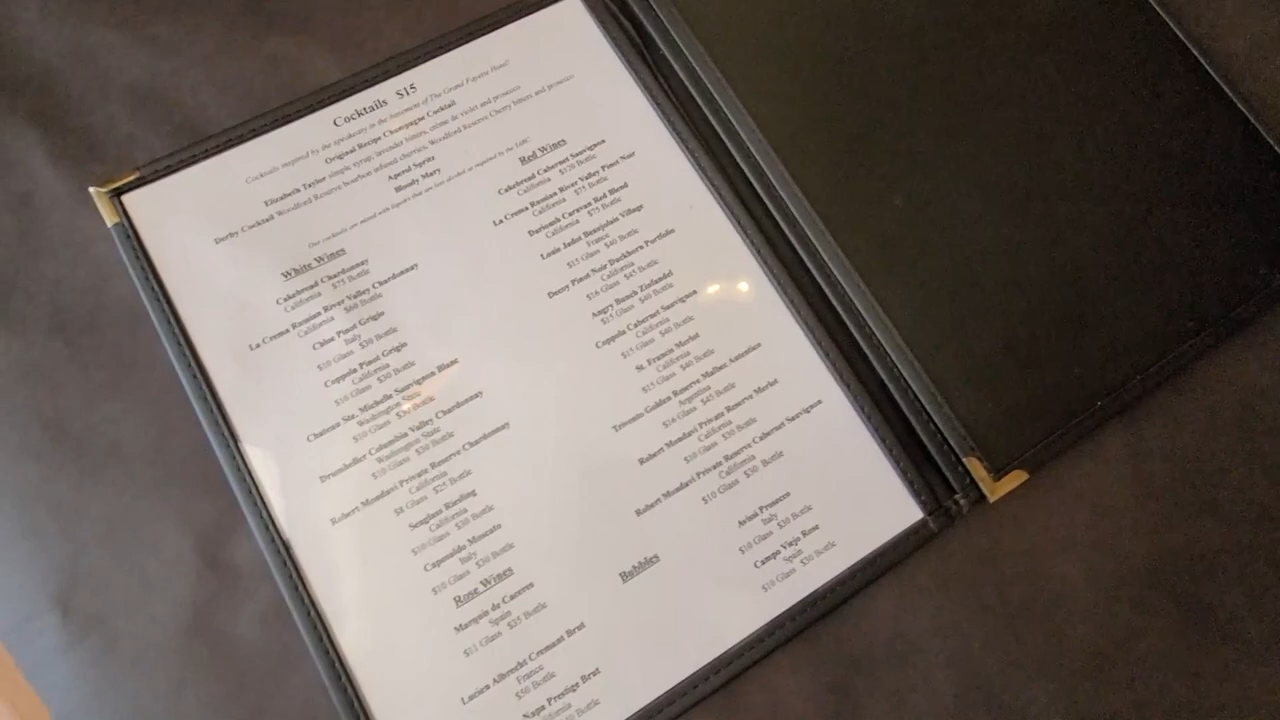 Cocktails $15
Cocktails inspired by the speakeasy in the basement of The Grand Fayette Hotel!
Original Recipe Champagne Cocktail
Elizabeth Taylor simple syrup, lavender bitters, crème de violet and prosecco
Derby Cocktail Woodford Reserve bourbon infused cherries, Woodford Reserve Cherry bitters and prosecco
Aperol Spritz
Bloody Mary
Our cocktails are mixed with liquors that are low alcohol as required by the
White Wines
Cakebread Chardonnay
California $75 Bottle
La Crema Russian River Valley Chardonnay
California $60 Bottle
Chloe Pinot Grigio
Italy
$10 Glass $30 Bottle
Coppola Pinot Grigio
California
$10 Glass $30 Bottle
Chateau Ste. Michelle Sauvignon Blanc
Washington State
$10 Glass Bottle
Drumheller Columbia Valley Chardonnay
Washington State
$10 Glass $30 Bottle
Robert Mondavi Private Reserve Chardonnay
California
$8 Glass $25 Bottle
Seaglass Riesling
California
$10 Glass $30 Bottle
Caposaldo Moscato
Italy
$10 Glass $30 Bottle
Rose Wines
Marquis de Caceres
Spain
$11 Glass $35 Bottle
Red Wines
Cakebread Cabernet Sauvignon
California $120 Bottle
La Crema Russian River Valley Pinot Noir
California $75 Bottle
Darioush Caravan Red Blend
California $75 Bottle
Louis Jadot Beaujolais Village
France
$15 Glass $40 Bottle
Decoy Pinot Noir Duckhorn Portfolio
California
$16 Glass $45 Bottle
Angry Bunch Zinfandel
$15 Glass $40 Bottle
Coppola Cabernet Sauvignon
California
$15 Glass $40 Bottle
St. Francis Merlot
California
$15 Glass $40 Bottle
Trivento Golden Reserve Malbec Autentico
Argentina
$16 Glass $45 Bottle
Robert Mondavi Private Reserve Merlot
California
$10 Glass $30 Bottle
Robert Mondavi Private Reserve Cabernet Sauvignon
California
$10 Glass $30 Bottle
Bubbles
Lucien Albrecht Cremant Brut
France
$50 Bottle
Napa Prestige Brut
California
Bottle
Avissi Prosecco
Italy
$10 Glass $30 Bottle
Campo Viejo Rose
Spain
$10 Glass $30 Bottle